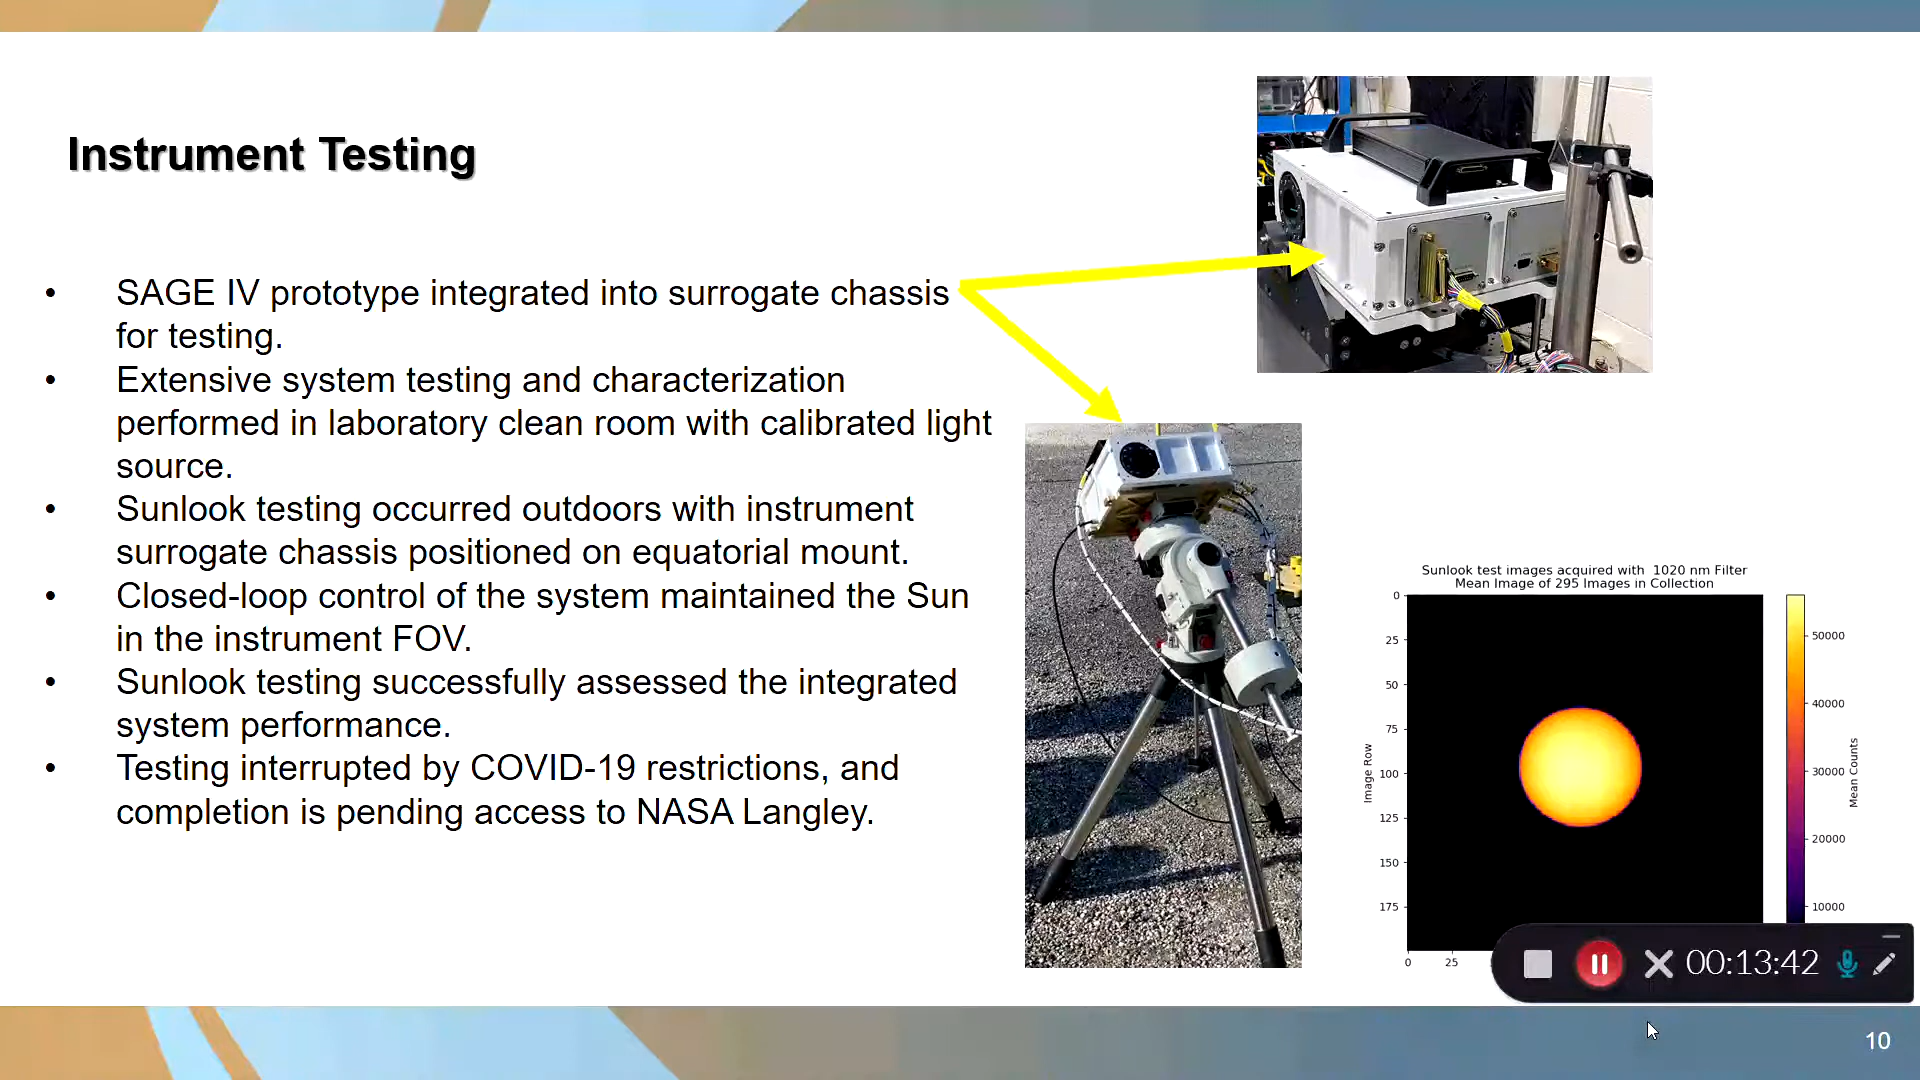 Instrument Testing
• SAGE IV prototype integrated into surrogate chassis
for testing.
• Extensive system testing and characterization
performed in laboratory clean room with calibrated light
source.
• Sunlook testing occurred outdoors with instrument
surrogate chassis positioned on equatorial mount.
• Closed-loop control of the system maintained the Sun
in the instrument FOV.
• Sunlook testing successfully assessed the integrated
system performance.
• Testing interrupted by COVID-19 restrictions, and
completion is pending access to NASA Langley.
Sunlook test images acquired with 1020 nm Filter
Mean Image of 295 Images in Collection
0
25
50
75
100
125
150
175
Image Row
0 25
50000
40000
30000
20000
10000
Mean Counts
00:13:42
10